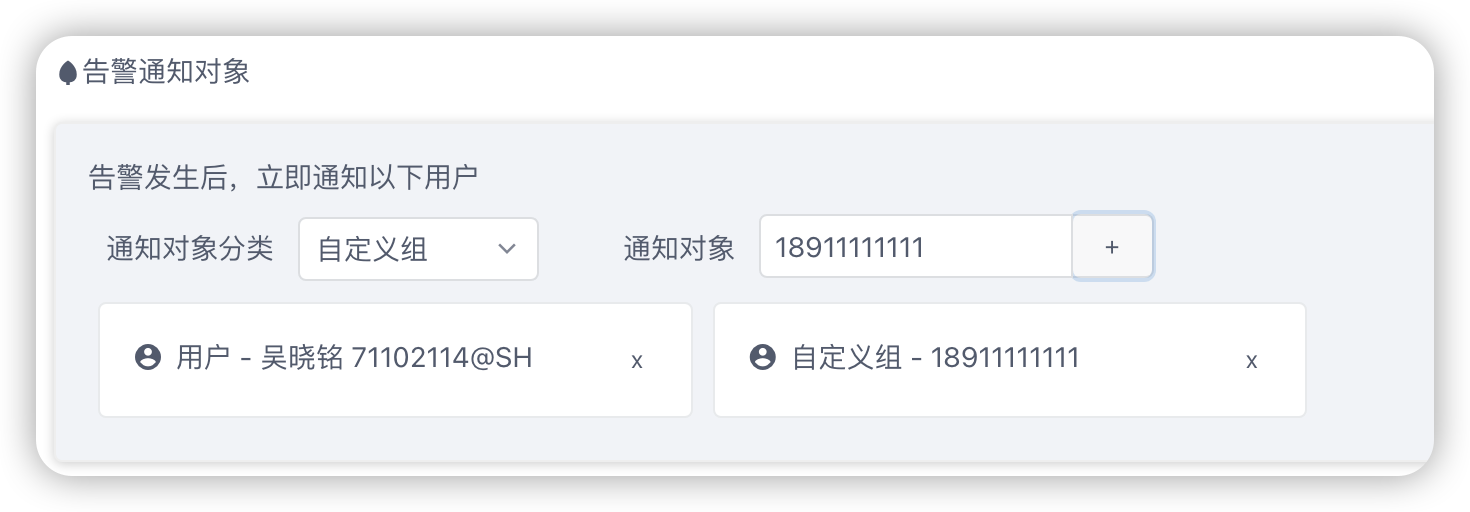 告警通知对象
告警发生后，立即通知以下用户
通知对象分类 自定义组 通知对象 18911111111 +
用户 - 吴晓铭 71102114@SH x 自定义组 - 18911111111 x